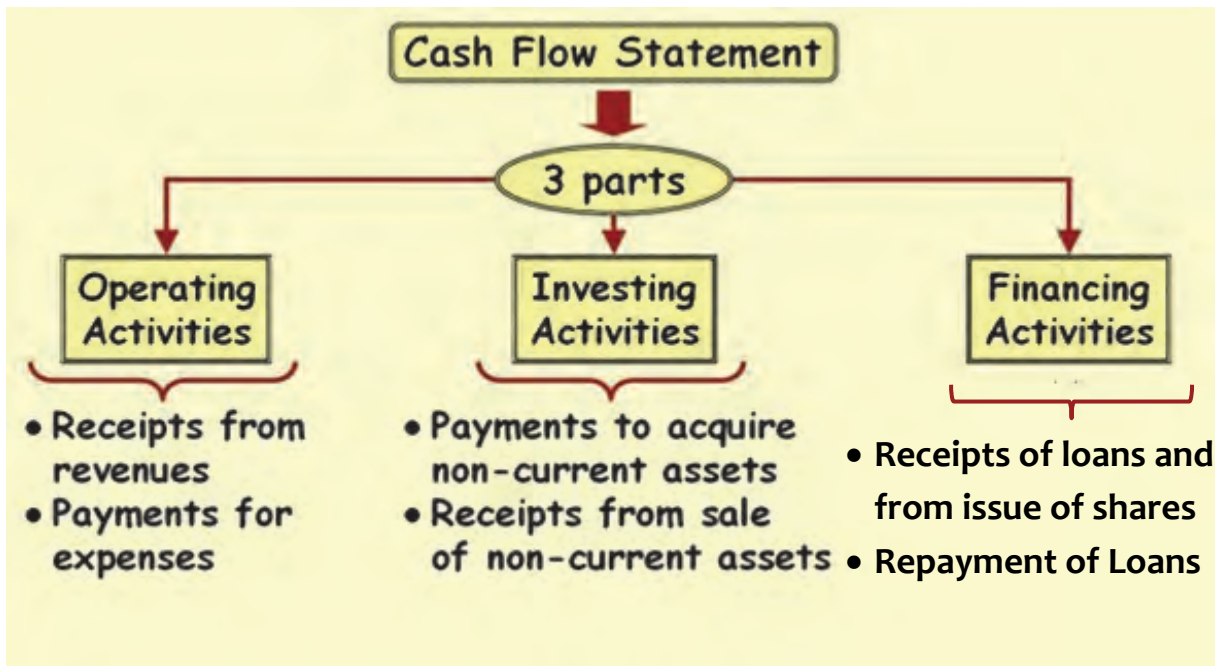 Cash Flow Statement
3 parts
Operating
Activities
• Receipts from
revenues
• Payments for
expenses
Investing
Activities
• Payments to acquire
non-current assets
• Receipts from sale
of non-current assets
Financing
Activities
• Receipts of loans and
from issue of shares
• Repayment of Loans